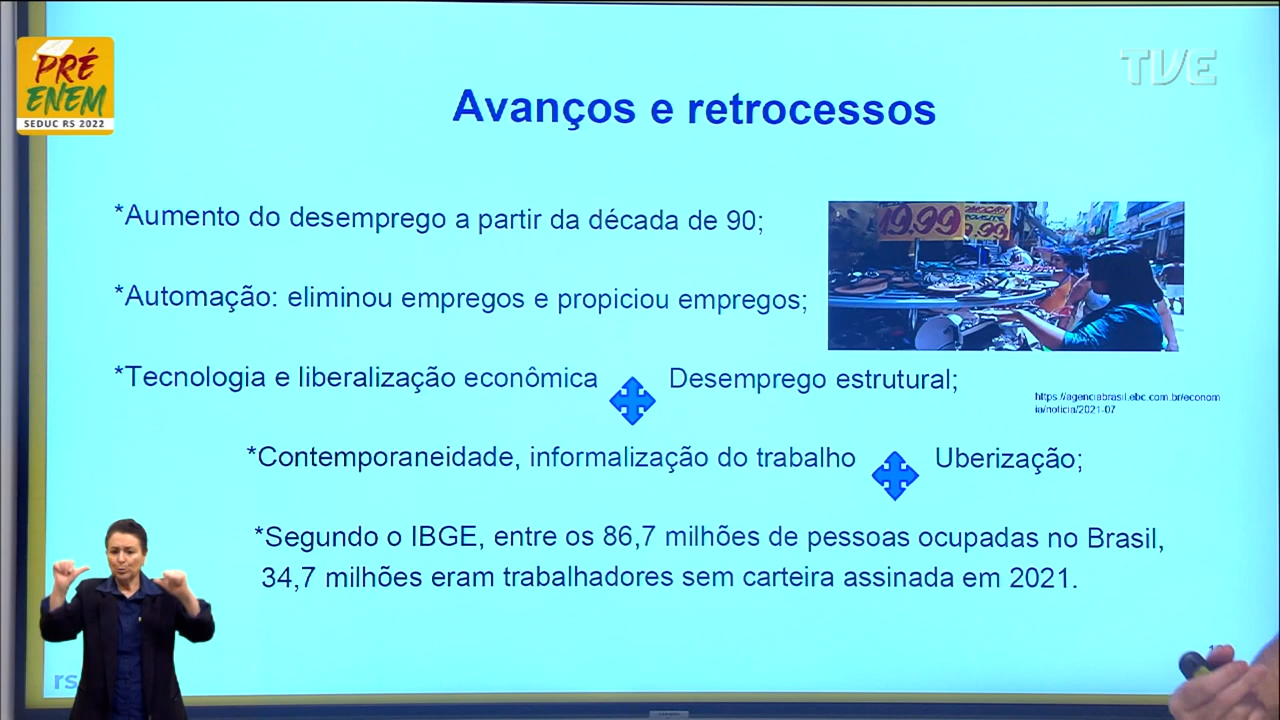 PRÉ
ENEM
SEDUC RS 2022
TVE
Avanços e retrocessos
*Aumento do desemprego a partir da década de 90;
19.99
9.99
*Automação: eliminou empregos e propiciou empregos;
*Tecnologia e liberalização econômica Desemprego estrutural;
https://agenciabrasil.ebc.com.br/econom
ia/noticia/2021-07
*Contemporaneidade, informalização do trabalho Uberização;
*Segundo o IBGE, entre os 86,7 milhões de pessoas ocupadas no Brasil,
34,7 milhões eram trabalhadores sem carteira assinada em 2021.
rs